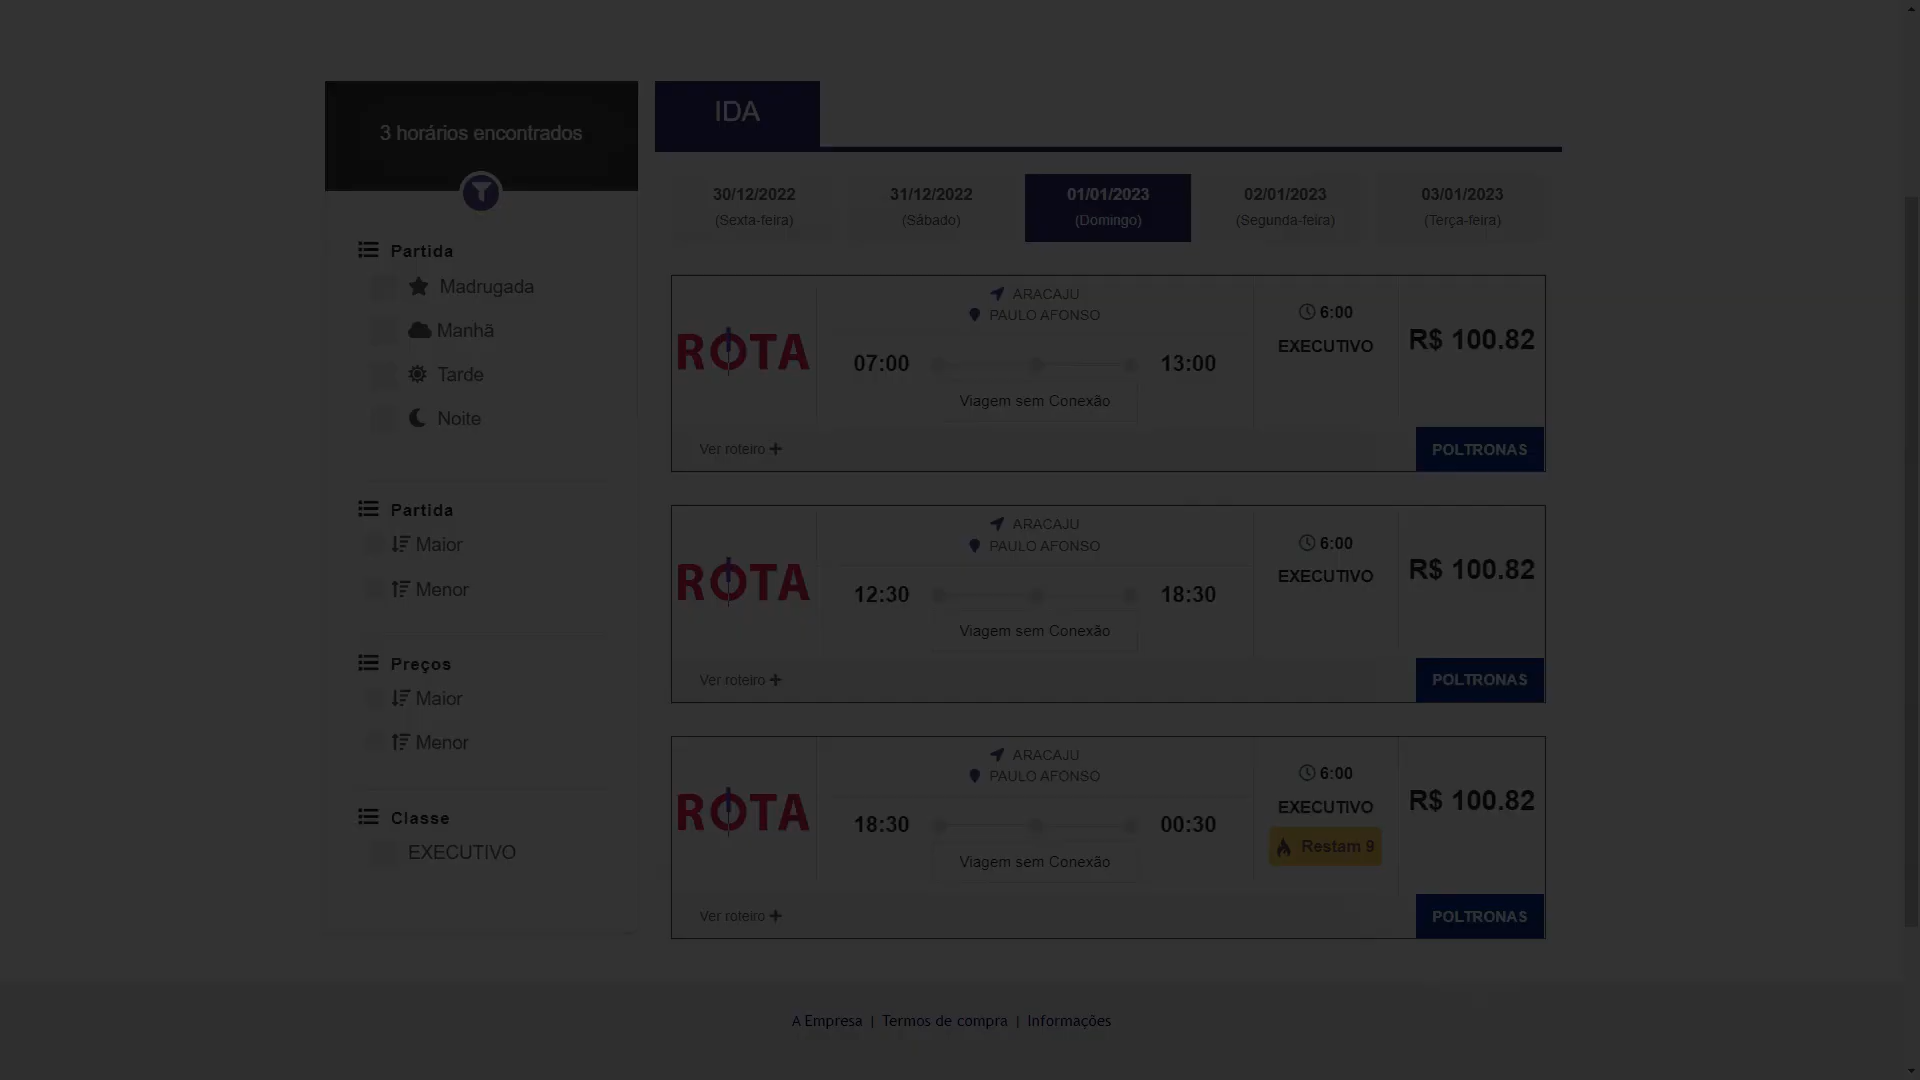 3 horários encontrados
Partida
Madrugada
Manhã
Tarde
Noite
Partida
Maior
Menor
Preços
Maior
Menor
Classe
EXECUTIVO
IDA
30/12/2022 31/12/2022 01/01/2023 02/01/2023 03/01/2023
(Sexta-feira) (Sábado) (Domingo) (Segunda-feira) (Terça-feira)
ROTA
ARACAJU
PAULO AFONSO
07:00 13:00
Viagem sem Conexão
6:00
EXECUTIVO
R$ 100.82
Ver roteiro
POLTRONAS
ROTA
ARACAJU
PAULO AFONSO
12:30 18:30
Viagem sem Conexão
6:00
EXECUTIVO
R$ 100.82
Ver roteiro
POLTRONAS
ROTA
ARACAJU
PAULO AFONSO
18:30 00:30
Viagem sem Conexão
6:00
EXECUTIVO
Restam 9
R$ 100.82
Ver roteiro
POLTRONAS
A Empresa | Termos de compra | Informações